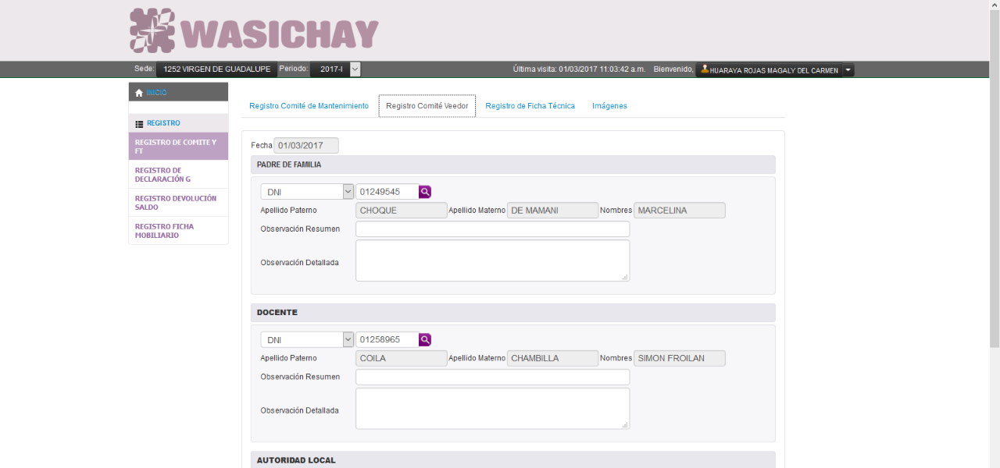 WASICHAY
Sede: 1252 VIRGEN DE GUADALUPE Periodo: 2017-I Última visita: 01/03/2017 11:03:42 a.m. Bienvenido, HUARAYA ROJAS MAGALY DEL CARMEN
INICIO
REGISTRO
REGISTRO DE COMITE Y
FT
REGISTRO DE
DECLARACIÓN G
REGISTRO DEVOLUCIÓN
SALDO
REGISTRO FICHA
MOBILIARIO
Registro Comité de Mantenimiento Registro Comité Veedor Registro de Ficha Técnica Imágenes
Fecha 01/03/2017
PADRE DE FAMILIA
DNI 01249545
Apellido Paterno CHOQUE Apellido Materno DE MAMANI Nombres MARCELINA
Observación Resumen
Observación Detallada
DOCENTE
DNI 01258965
Apellido Paterno COILA Apellido Materno CHAMBILLA Nombres SIMON FROILAN
Observación Resumen
Observación Detallada
AUTORIDAD LOCAL